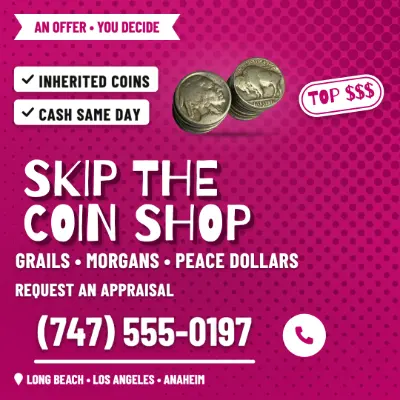 AN OFFER • YOU DECIDE
INHERITED COINS
CASH SAME DAY
TOP $$$
SKIP THE
COIN SHOP
GRAILS • MORGANS • PEACE DOLLARS
REQUEST AN APPRAISAL
(747) 555-0197
LONG BEACH • LOS ANGELES • ANAHEIM